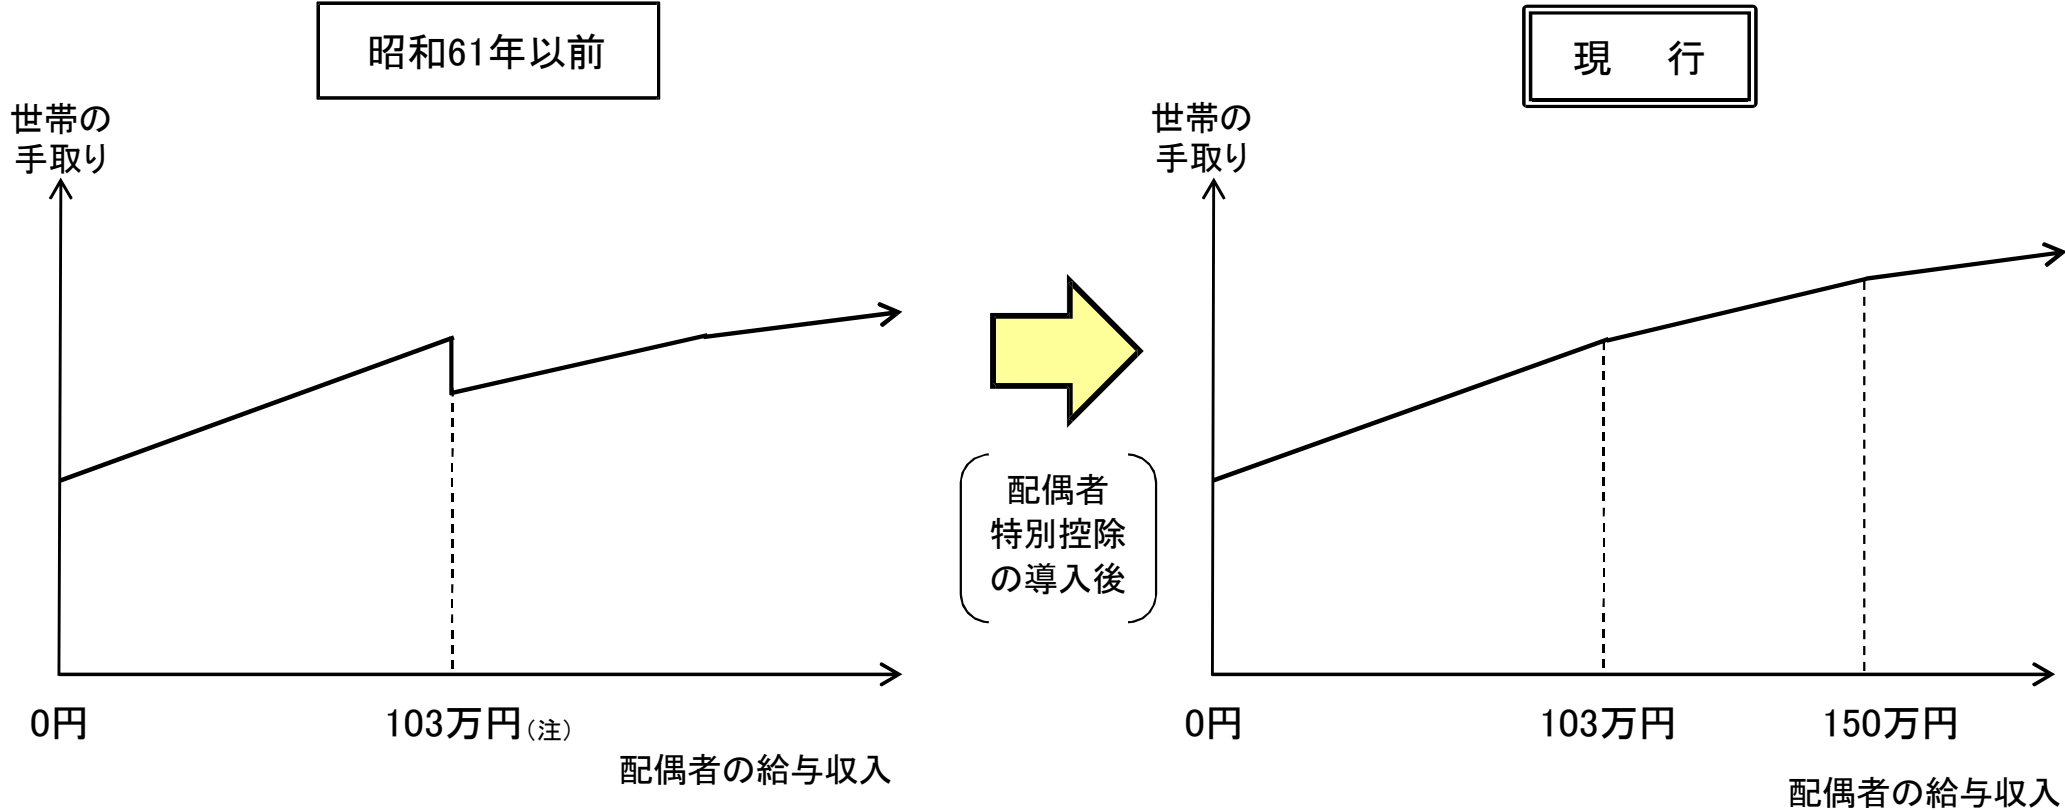 昭和61年以前
世帯の
手取り
0円
103万円(注)
配偶者の給与収入
配偶者
特別控除
の導入後
現 行
世帯の
手取り
0円
103万円
150万円
配偶者の給与収入